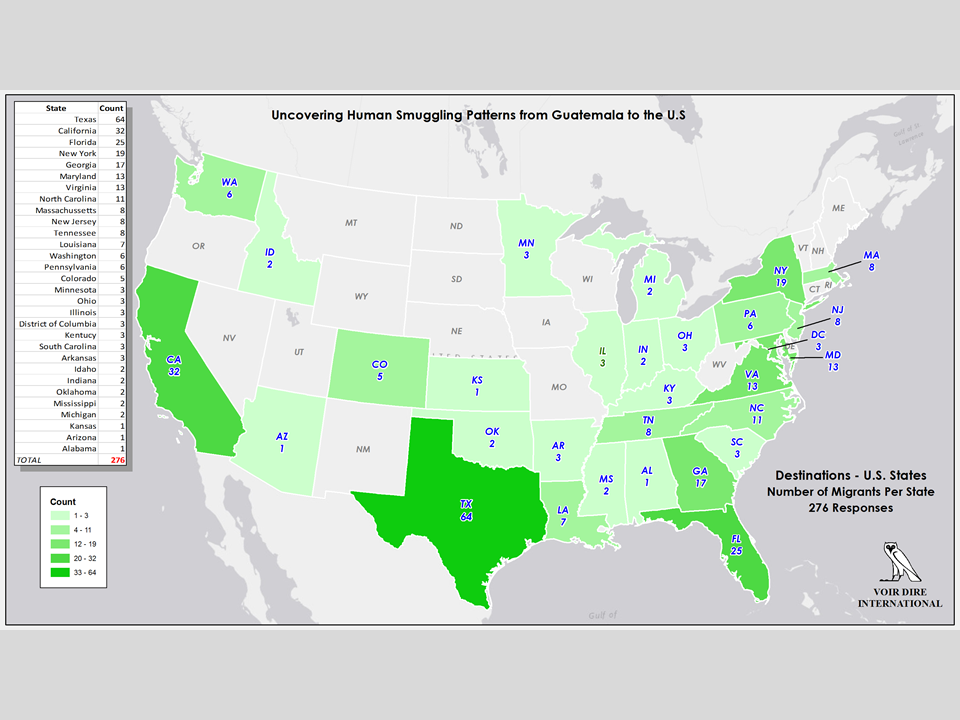 Uncovering Human Smuggling Patterns from Guatemala to the U.S
State Count
Texas 64
California 32
Florida 25
New York 19
Georgia 17
Maryland 13
Virginia 13
North Carolina 11
Massachusetts 8
New Jersey 8
Tennessee 8
Louisiana 7
Washington 6
Pennsylvania 6
Colorado 5
Minnesota 3
Ohio 3
Illinois 3
District of Columbia 3
Kentucy 3
South Carolina 3
Arkansas 3
Idaho 2
Indiana 2
Oklahoma 2
Mississippi 2
Michigan 2
Kansas 1
Arizona 1
Alabama 1
TOTAL 276
Count
1 - 3
4 - 11
12 - 19
20 - 32
33 - 64
WA
6
OR
ID
2
MT
ND
MN
3
SD
WY
WI
MI
2
NY
19
VT
NH
ME
MA
8
CT
RI
NJ
8
PA
6
DC
3
DE
MD
13
CA
32
NV
UT
CO
5
NE
IA
IL
3
IN
2
OH
3
WV
VA
13
KS
1
MO
KY
3
NC
11
TN
8
SC
3
AZ
1
NM
OK
2
AR
3
MS
2
AL
1
GA
17
TX
64
LA
7
FL
25
Gulf of St
Lawrence
Gulf of
Destinations - U.S. States
Number of Migrants Per State
276 Responses
VOIR DIRE
INTERNATIONAL